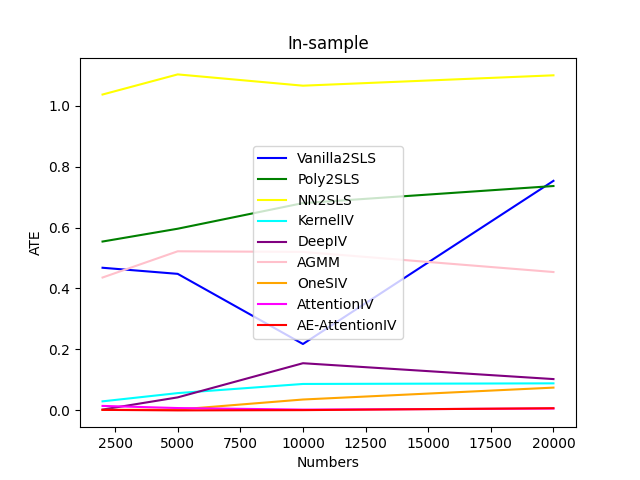 In-sample
ATE
1.0
0.8
0.6
0.4
0.2
0.0
Vanilla2SLS
Poly2SLS
NN2SLS
KernelIV
DeepIV
AGMM
OneSIV
AttentionIV
AE-AttentionIV
2500 5000 7500 10000 12500 15000 17500 20000
Numbers